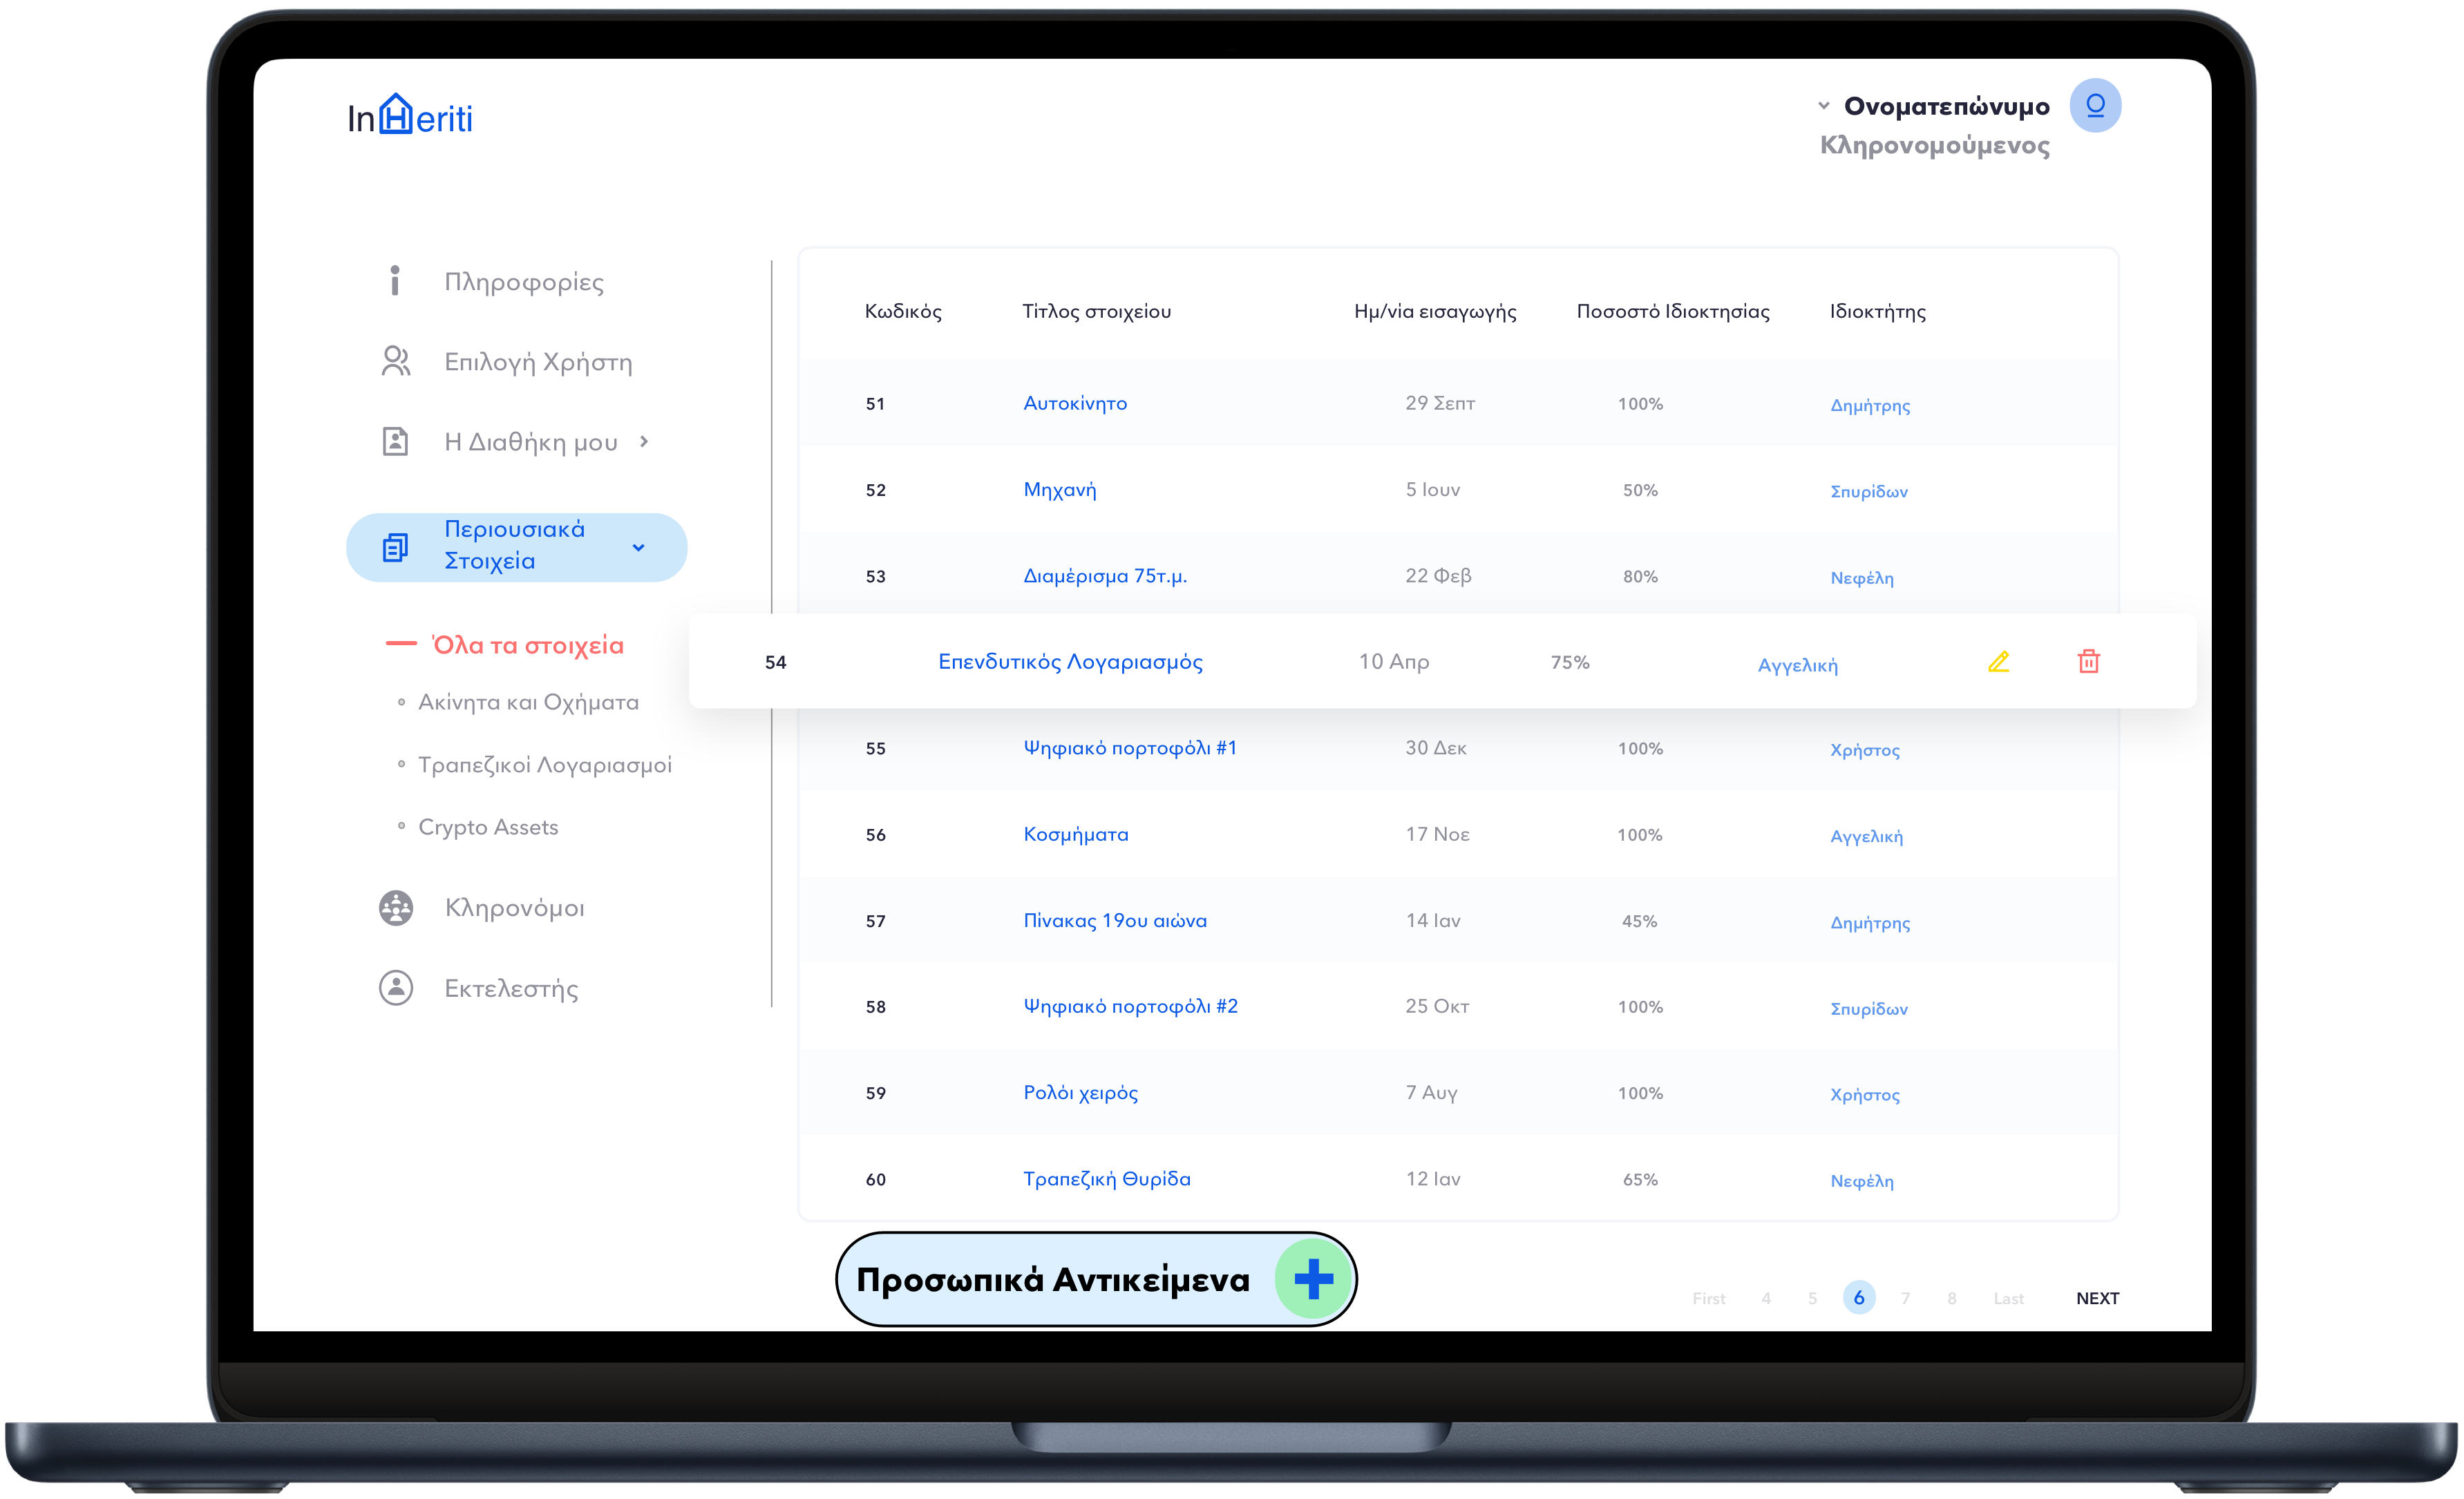 InHeriti
Ονοματεπώνυμο
Κληρονομούμενος
Πληροφορίες
Επιλογή Χρήστη
Η Διαθήκη μου
Περιουσιακά
Στοιχεία
Όλα τα στοιχεία
Ακίνητα και Οχήματα
Τραπεζικοί Λογαριασμοί
Crypto Assets
Κληρονόμοι
Εκτελεστής
Κωδικός Τίτλος στοιχείου Ημ/νία εισαγωγής Ποσοστό Ιδιοκτησίας Ιδιοκτήτης
51 Αυτοκίνητο 29 Σεπτ 100% Δημήτρης
52 Μηχανή 5 Ιουν 50% Σπυρίδων
53 Διαμέρισμα 75τ.μ. 22 Φεβ 80% Νεφέλη
54 Επενδυτικός Λογαριασμός 10 Απρ 75% Αγγελική
55 Ψηφιακό πορτοφόλι #1 30 Δεκ 100% Χρήστος
56 Κοσμήματα 17 Νοε 100% Αγγελική
57 Πίνακας 19ου αιώνα 14 Ιαν 45% Δημήτρης
58 Ψηφιακό πορτοφόλι #2 25 Οκτ 100% Σπυρίδων
59 Ρολόι χειρός 7 Αυγ 100% Χρήστος
60 Τραπεζική Θυρίδα 12 Ιαν 65% Νεφέλη
Προσωπικά Αντικείμενα
First 4 5 6 7 8 Last NEXT